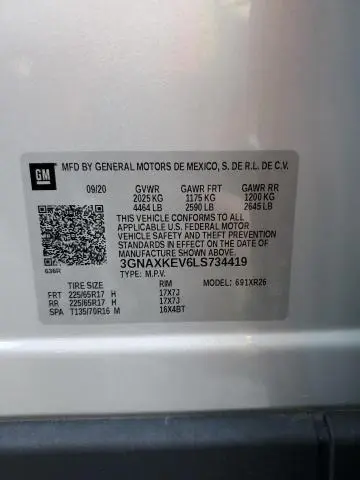 GM
MFD BY GENERAL MOTORS DE MEXICO, S. DE R.L. DE C.V.
09/20 GVWR GAWR FRT GAWR RR
2025 KG 1175 KG 1200 KG
4464 LB 2590 LB 2645 LB
THIS VEHICLE CONFORMS TO ALL
APPLICABLE U.S. FEDERAL MOTOR
VEHICLE SAFETY AND THEFT
PREVENTION STANDARDS IN
EFFECT ON THE DATE OF
MANUFACTURE SHOWN ABOVE.
3GNAXKEV6LS734419
636R
TYPE: M.P.V.
TIRE SIZE RIM MODEL: 691XR26
FRT 225/65R17 H 17X7J
RR 225/65R17 H 17X7J
SPA T135/70R16 M 16X4BT